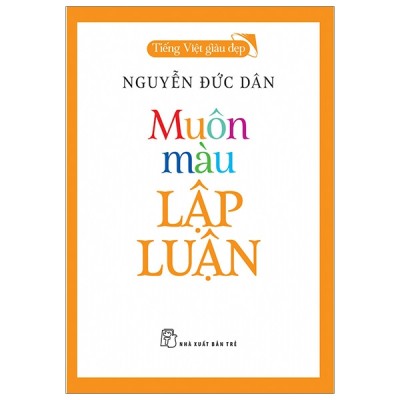 Tiếng Việt giàu đẹp
NGUYỄN ĐỨC DÂN
Muôn
màu
LẬP
LUẬN
NHÀ XUẤT BẢN TRẺ